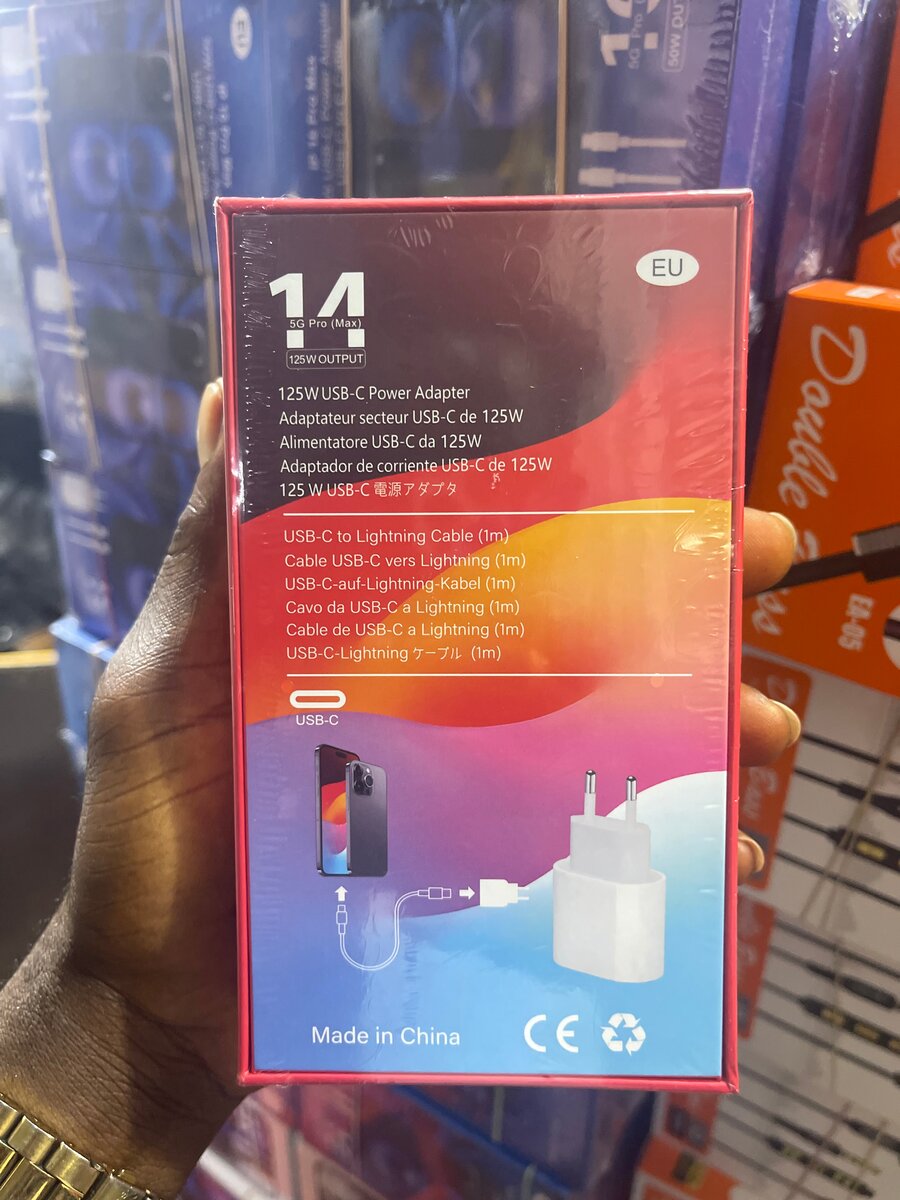 14
5G Pro (Max)
125W OUTPUT
EU
125W USB-C Power Adapter
Adaptateur secteur USB-C de 125W
Alimentatore USB-C da 125W
Adaptador de corriente USB-C de 125W
125 W USB-C 電源アダプタ
USB-C to Lightning Cable (1m)
Cable USB-C vers Lightning (1m)
USB-C-auf-Lightning-Kabel (1m)
Cavo da USB-C a Lightning (1m)
Cable de USB-C a Lightning (1m)
USB-C-Lightning ケーブル (1m)
USB-C
Made in China
CE
Double
EA-05